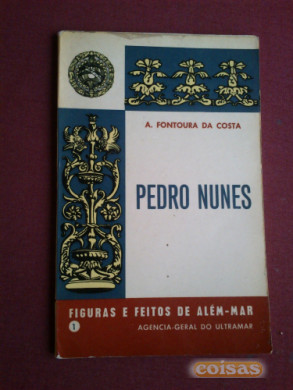 A. FONTOURA DA COSTA
PEDRO NUNES
FIGURAS E FEITOS DE ALÉM-MAR
1
AGENCIA-GERAL DO ULTRAMAR
coisas